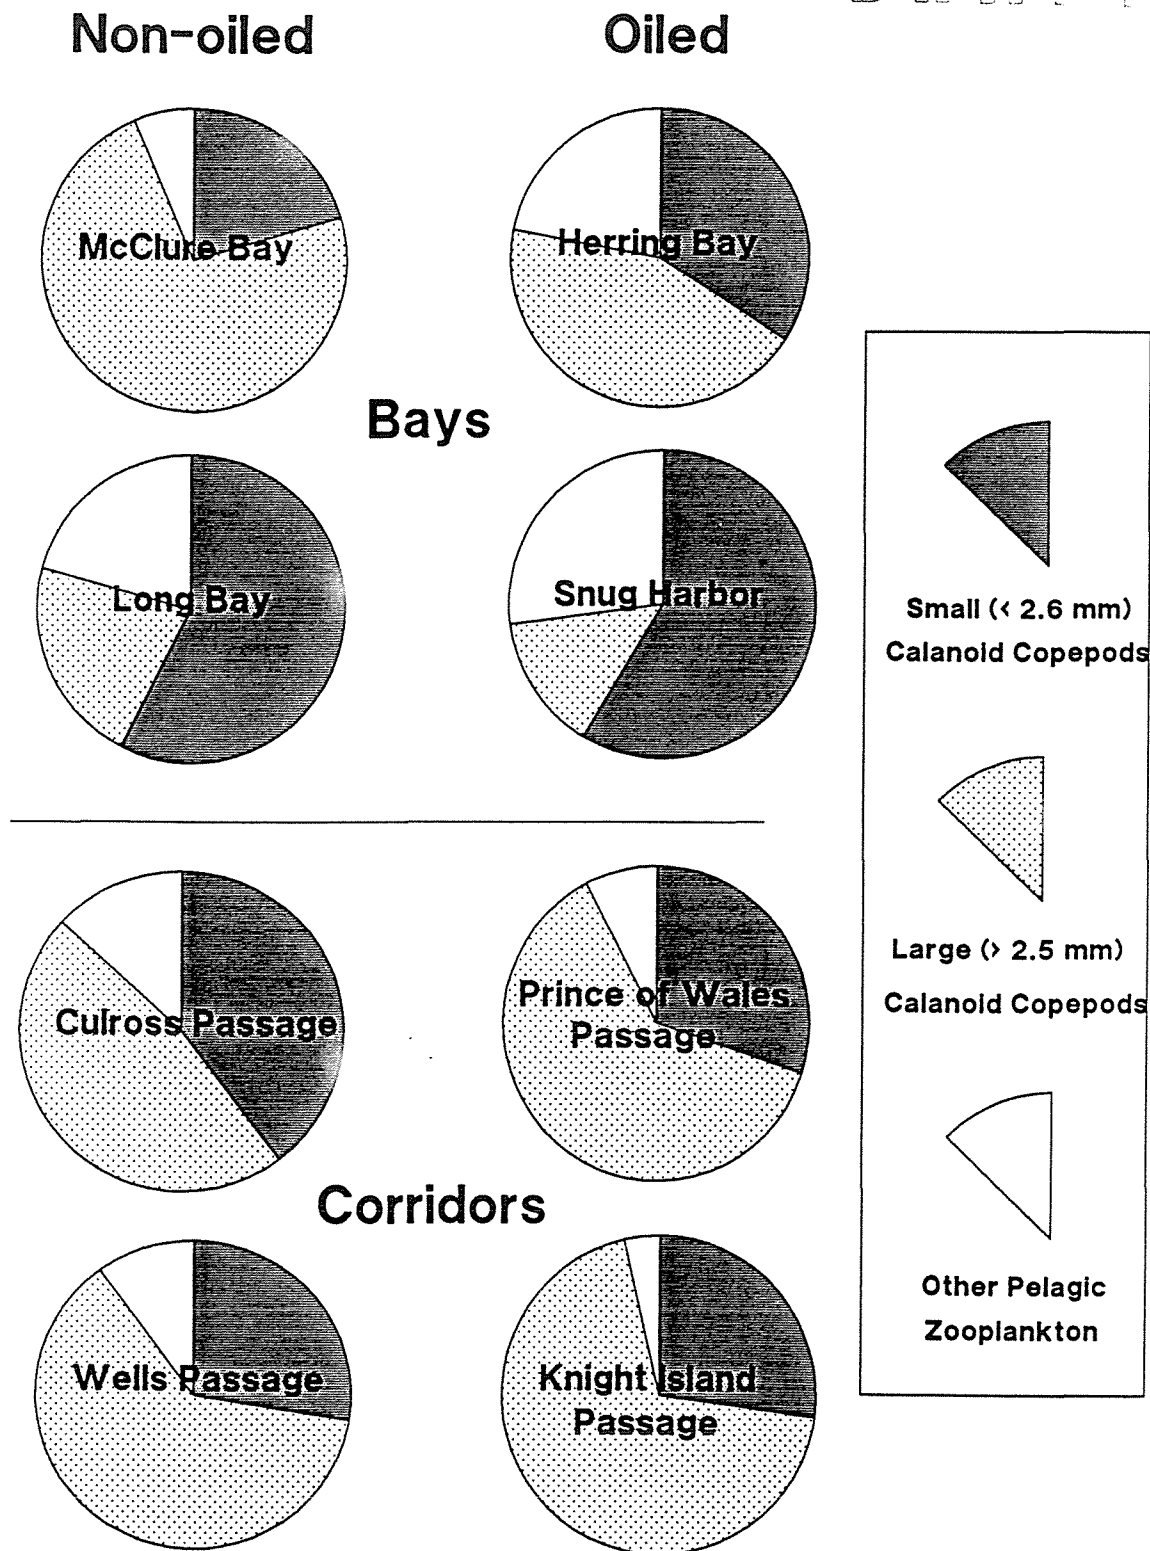 Non-oiled
Oiled
McClure Bay
Herring Bay
Bays
Long Bay
Snug Harbor
Culross Passage
Prince of Wales
Passage
Corridors
Wells Passage
Knight Island
Passage
Small (< 2.6 mm)
Calanoid Copepods
Large (> 2.5 mm)
Calanoid Copepods
Other Pelagic
Zooplankton